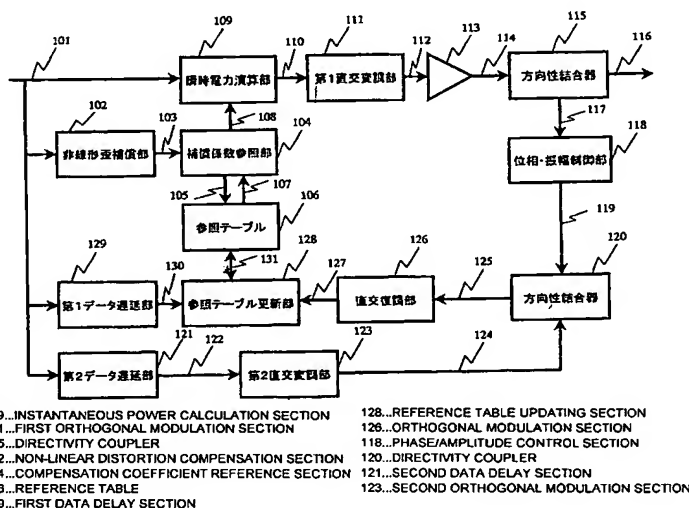 101
109
110
111
112
113
114
115
116
瞬時電力演算部
第1直交変調部
方向性結合器
102
103
108
104
117
118
非線形歪補償部
補償係数参照部
位相・振幅制御部
105
107
106
119
参照テーブル
129
130
131
128
127
126
125
120
第1データ遅延部
参照テーブル更新部
直交復調部
方向性結合器
121
122
123
124
第2データ遅延部
第2直交変調部
9...INSTANTANEOUS POWER CALCULATION SECTION
1...FIRST ORTHOGONAL MODULATION SECTION
5...DIRECTIVITY COUPLER
2...NON-LINEAR DISTORTION COMPENSATION SECTION
4...COMPENSATION COEFFICIENT REFERENCE SECTION
3...REFERENCE TABLE
9...FIRST DATA DELAY SECTION
128...REFERENCE TABLE UPDATING SECTION
126...ORTHOGONAL MODULATION SECTION
118...PHASE/AMPLITUDE CONTROL SECTION
120...DIRECTIVITY COUPLER
121...SECOND DATA DELAY SECTION
123...SECOND ORTHOGONAL MODULATION SECTION